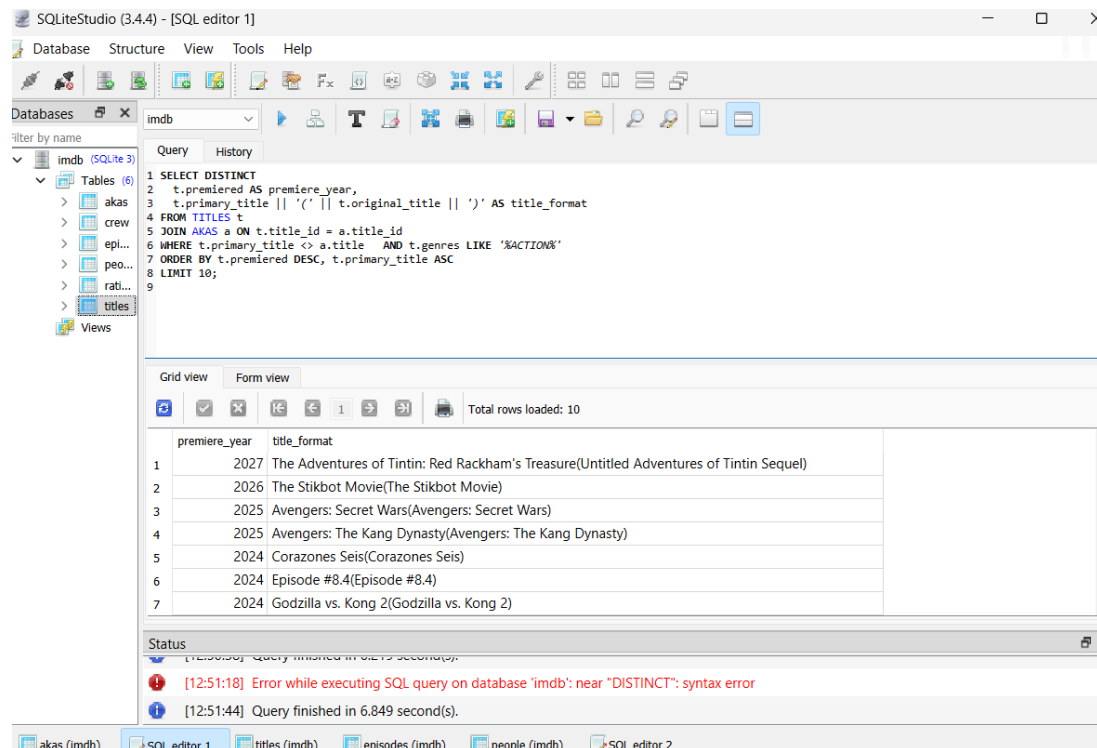 SQLiteStudio (3.4.4) - [SQL editor 1]
Database Structure View Tools Help
Databases
imdb
Filter by name
Query History
imdb (SQLite 3)
Tables (6)
akas
crew
epi...
peo...
rati...
titles
Views
1 SELECT DISTINCT
2 t.premiered AS premiere_year,
3 t.primary_title || '(' || t.original_title || ')' AS title_format
4 FROM TITLES t
5 JOIN AKAS a ON t.title_id = a.title_id
6 WHERE t.primary_title <> a.title AND t.genres LIKE '%ACTION%'
7 ORDER BY t.premiered DESC, t.primary_title ASC
8 LIMIT 10;
9
Grid view Form view
1 Total rows loaded: 10
premiere_year title_format
1 2027 The Adventures of Tintin: Red Rackham's Treasure(Untitled Adventures of Tintin Sequel)
2 2026 The Stikbot Movie(The Stikbot Movie)
3 2025 Avengers: Secret Wars(Avengers: Secret Wars)
4 2025 Avengers: The Kang Dynasty(Avengers: The Kang Dynasty)
5 2024 Corazones Seis(Corazones Seis)
6 2024 Episode #8.4(Episode #8.4)
7 2024 Godzilla vs. Kong 2(Godzilla vs. Kong 2)
Status
Query finished in second(s).
[12:51:18] Error while executing SQL query on database 'imdb': near "DISTINCT": syntax error
[12:51:44] Query finished in 6.849 second(s).
akas (imdb) SQL editor 1 titles (imdb) episodes (imdb) people (imdb) SQL editor 2